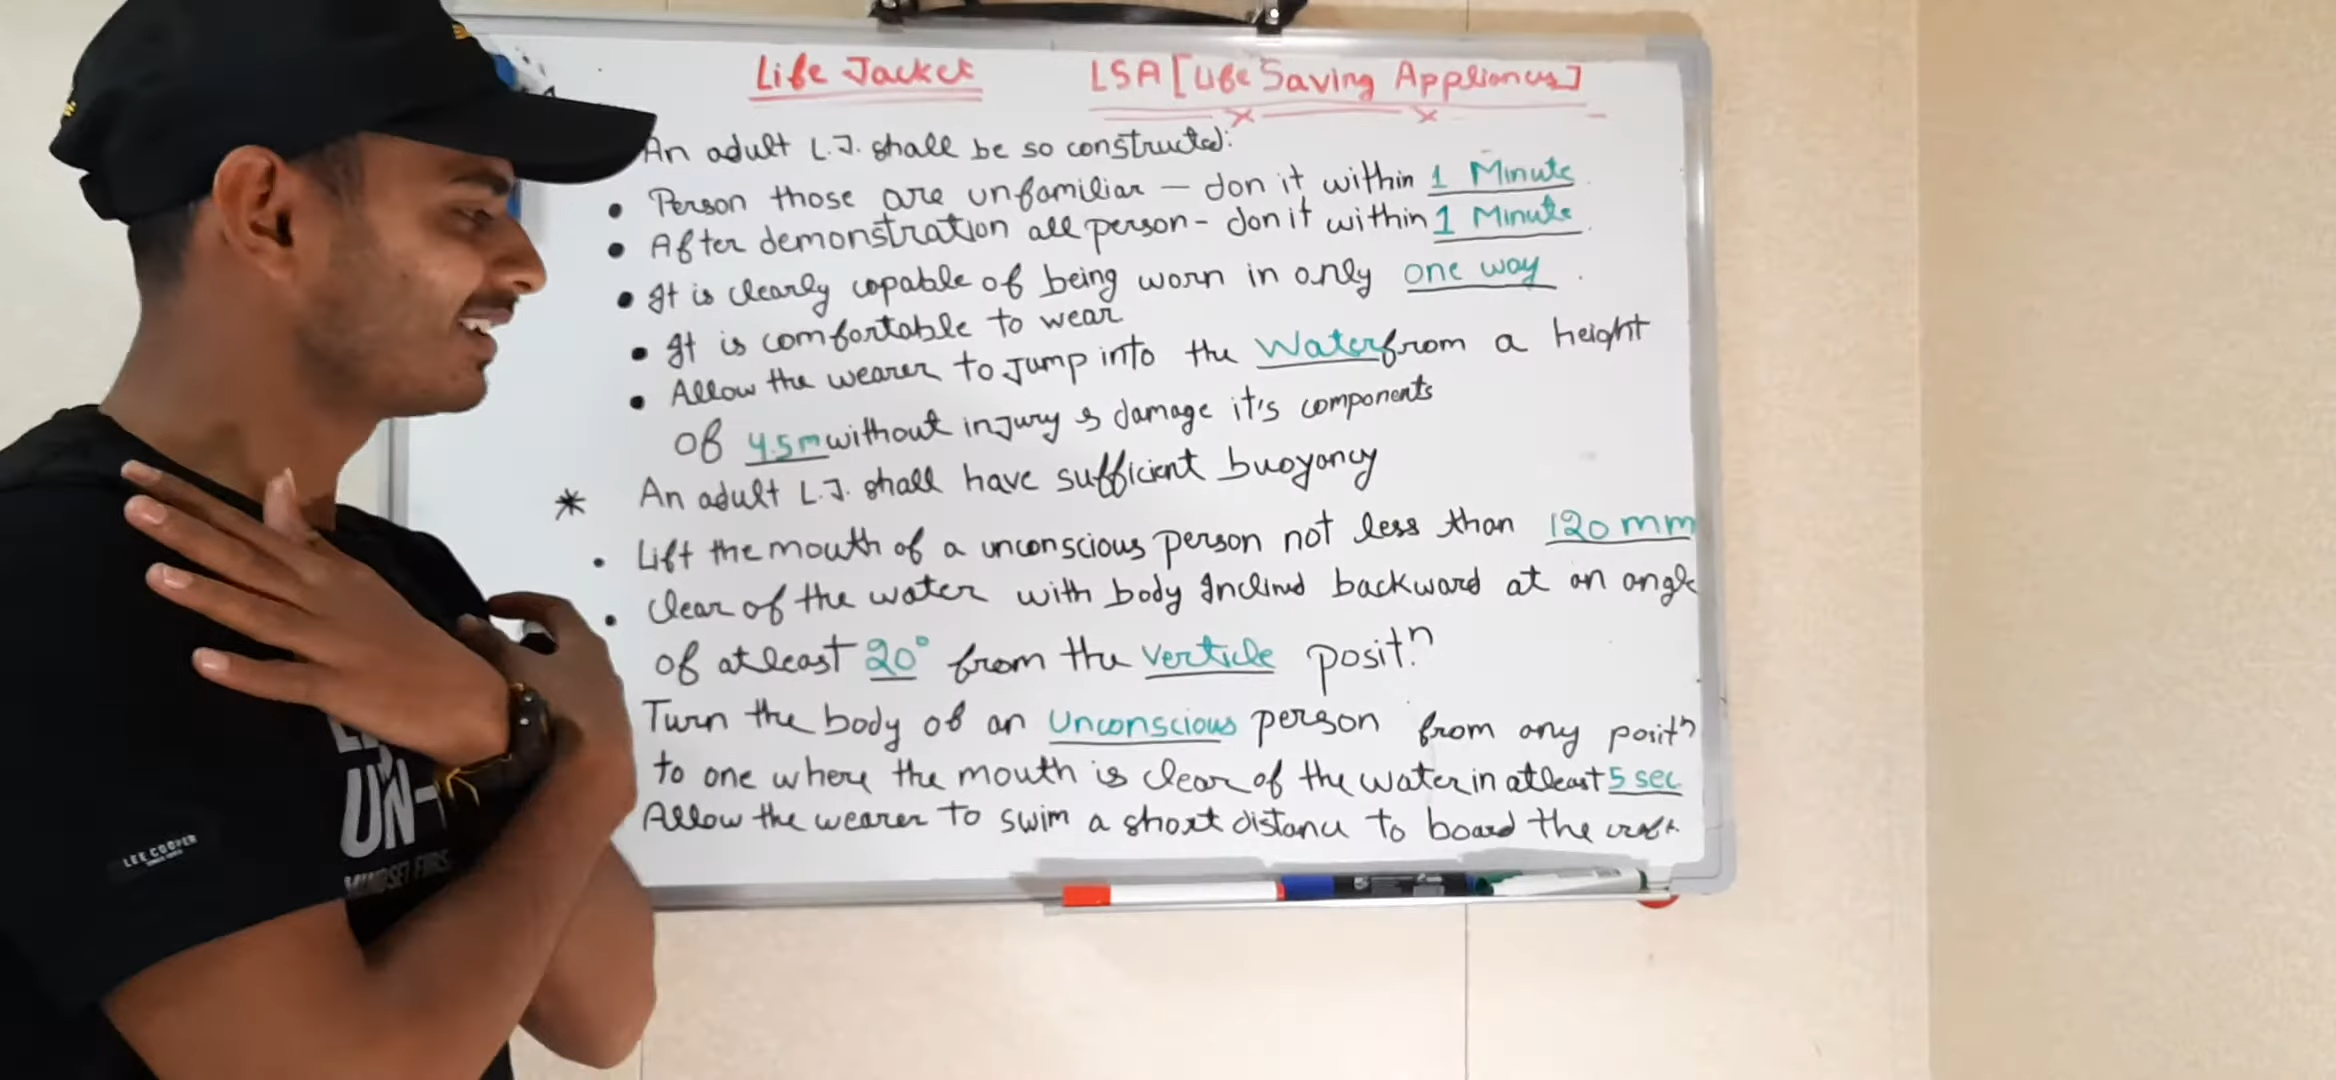 Life Jacket LSA [Life Saving Appliances]
An adult L.J. shall be so constructed:
• Person those are unfamiliar — don it within 1 Minute
• After demonstration all person - don it within 1 Minute
• It is clearly capable of being worn in only one way.
• It is comfortable to wear
• Allow the wearer to Jump into the Water from a height
of 4.5m without injury & damage it's components
* An adult L.J. shall have sufficient buoyancy
• Lift the mouth of a unconscious person not less than 120 mm
• Clear of the water with body Inclined backward at an angle
of atleast 20° from the verticle posit.n
Turn the body of an Unconscious person from any positn
to one where the mouth is clear of the water in atleast 5 sec
Allow the wearer to swim a short distance to board the
UN-
MINDSET FIRS
LEE COOPER